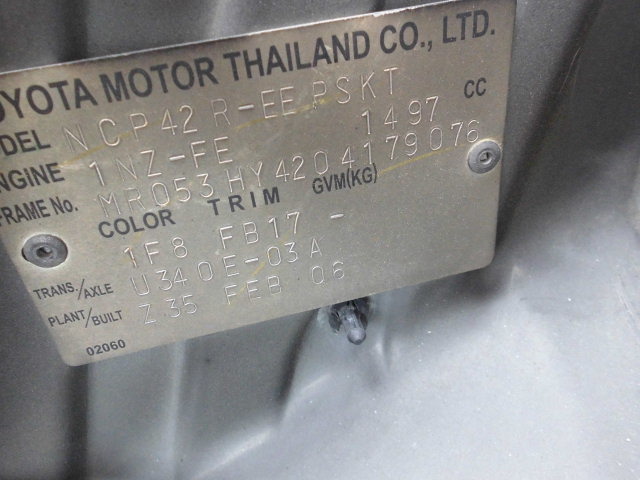 OYOTA MOTOR THAILAND CO., LTD.
DEL NCP42R-EEPSKT
NGINE 1NZ-FE 1497 CC
FRAME No. MR053HY4204179076
COLOR TRIM GVM(KG)
1F8 FB17 -
TRANS./AXLE U340E-03A
PLANT/BUILT Z35 FEB 06
02060